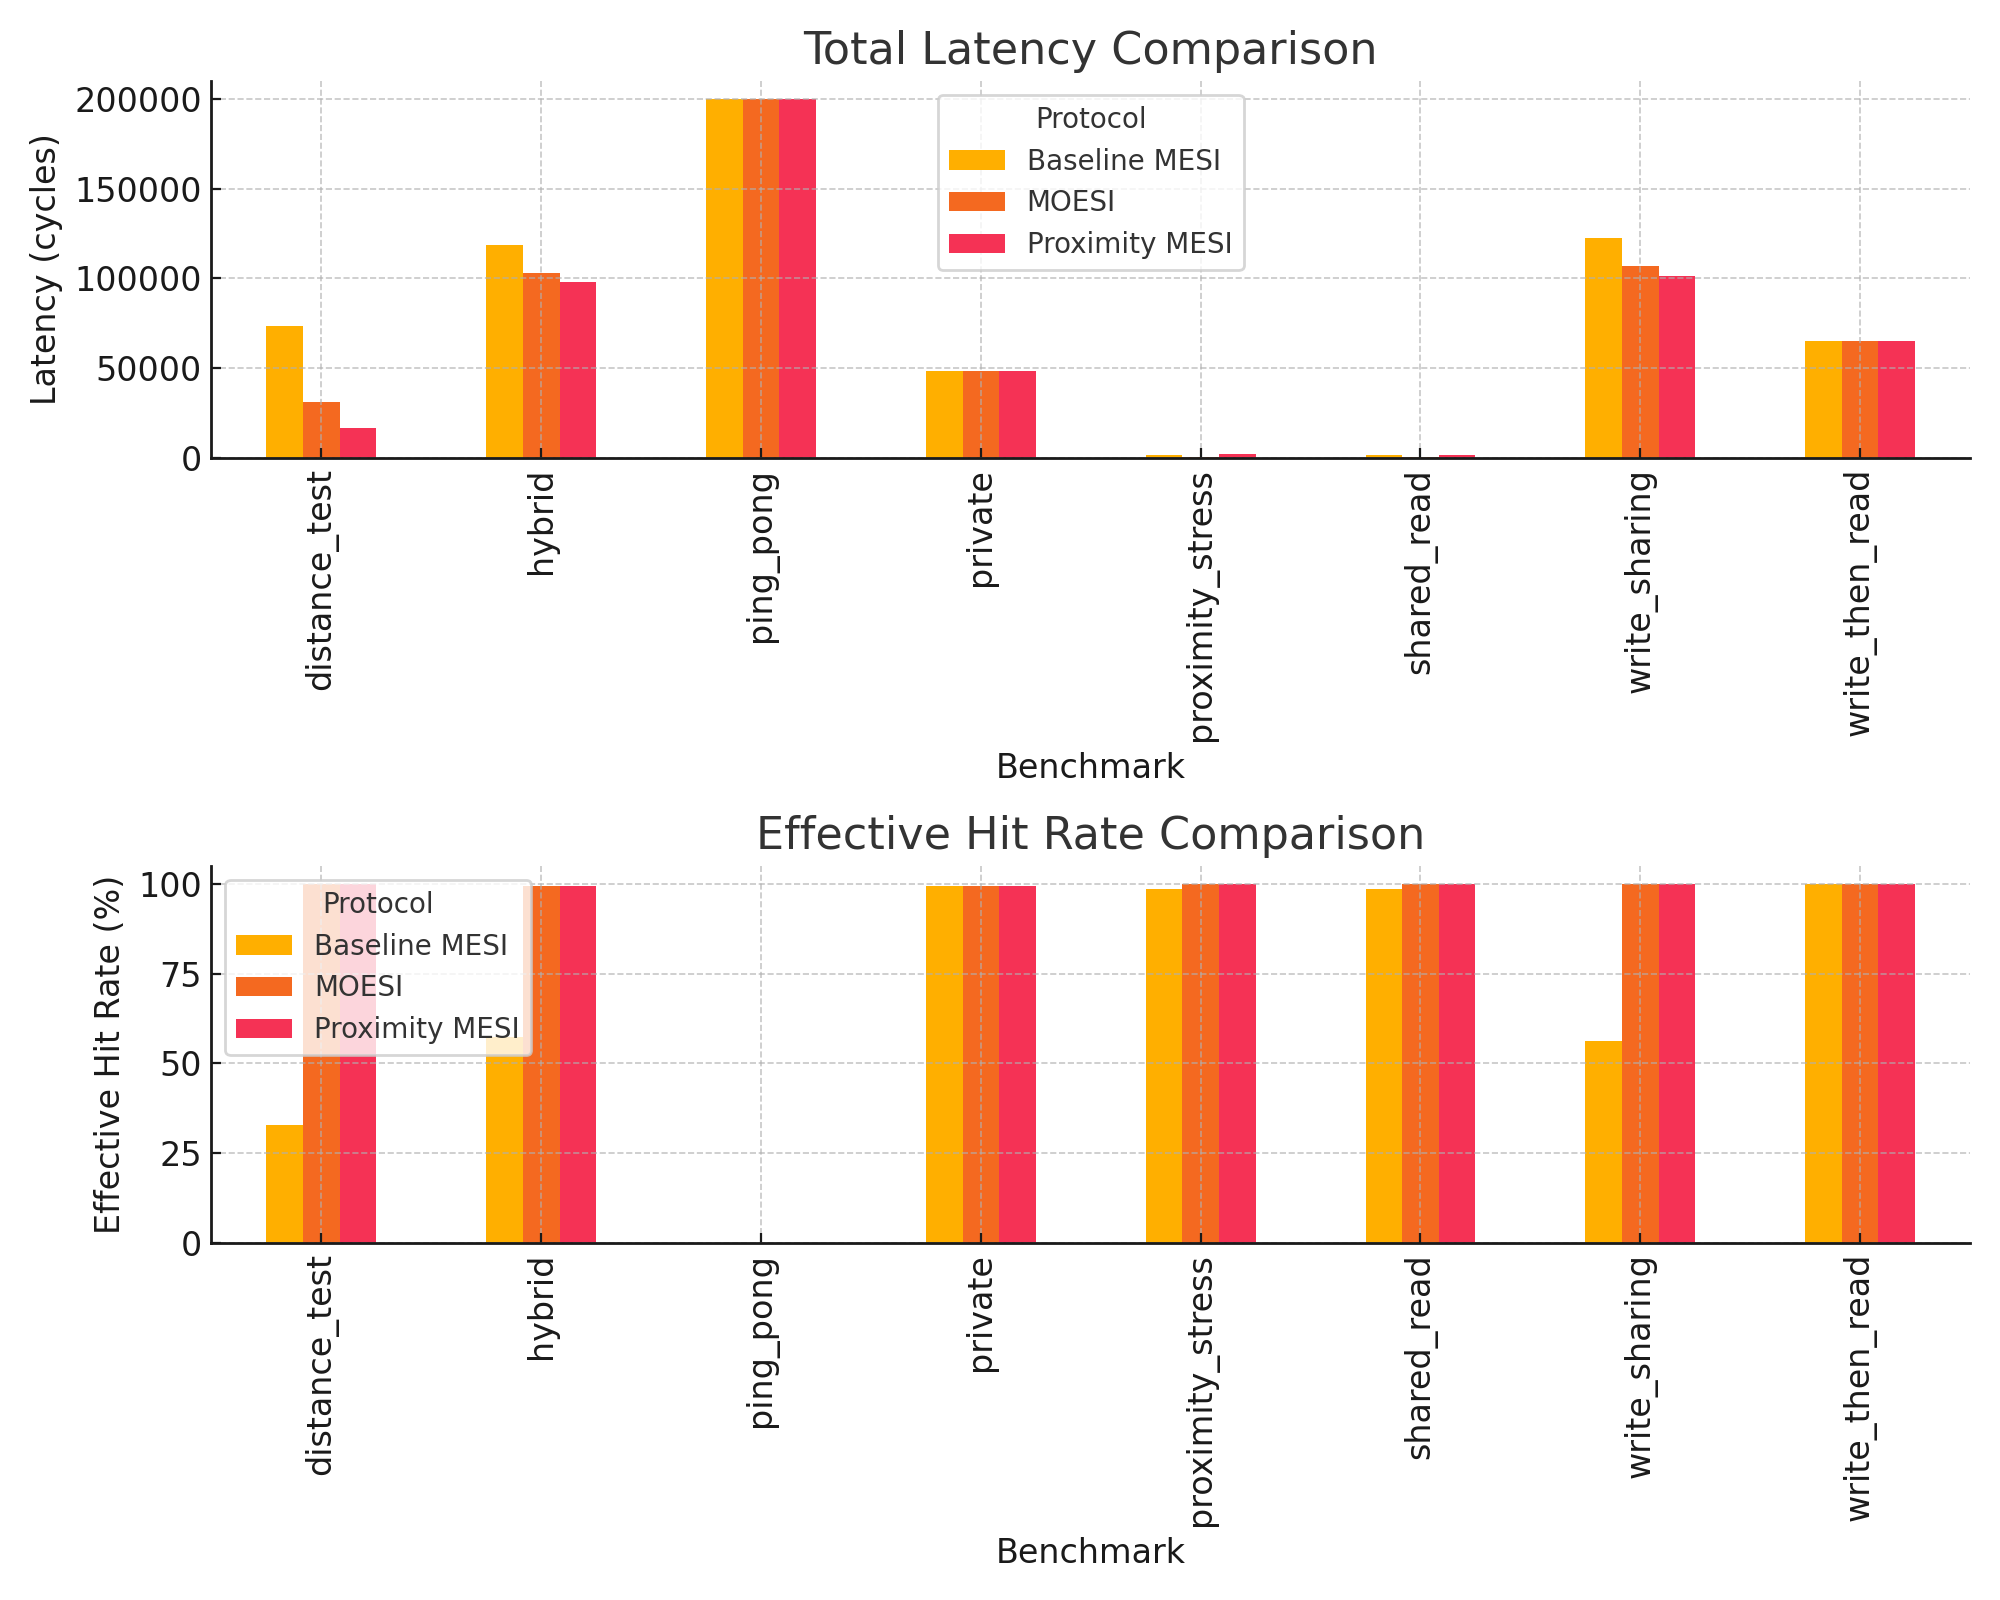 Total Latency Comparison
Latency (cycles)
200000
150000
100000
50000
0
Protocol
Baseline MESI
MOESI
Proximity MESI
distance_test
hybrid
ping_pong
private
proximity_stress
shared_read
write_sharing
write_then_read
Benchmark
Effective Hit Rate Comparison
Effective Hit Rate (%)
100
75
50
25
0
Protocol
Baseline MESI
MOESI
Proximity MESI
distance_test
hybrid
ping_pong
private
proximity_stress
shared_read
write_sharing
write_then_read
Benchmark